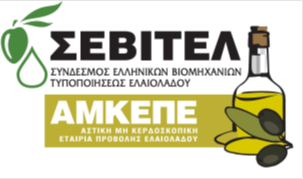 ΣΕΒΙΤΕΛ
ΣΥΝΔΕΣΜΟΣ ΕΛΛΗΝΙΚΩΝ ΒΙΟΜΗΧΑΝΙΩΝ
ΤΥΠΟΠΟΙΗΣΕΩΣ ΕΛΑΙΟΛΑΔΟΥ
ΑΜΚΕΠΕ
ΑΣΤΙΚΗ ΜΗ ΚΕΡΔΟΣΚΟΠΙΚΗ
ΕΤΑΙΡΙΑ ΠΡΟΒΟΛΗΣ ΕΛΑΙΟΛΑΔΟΥ